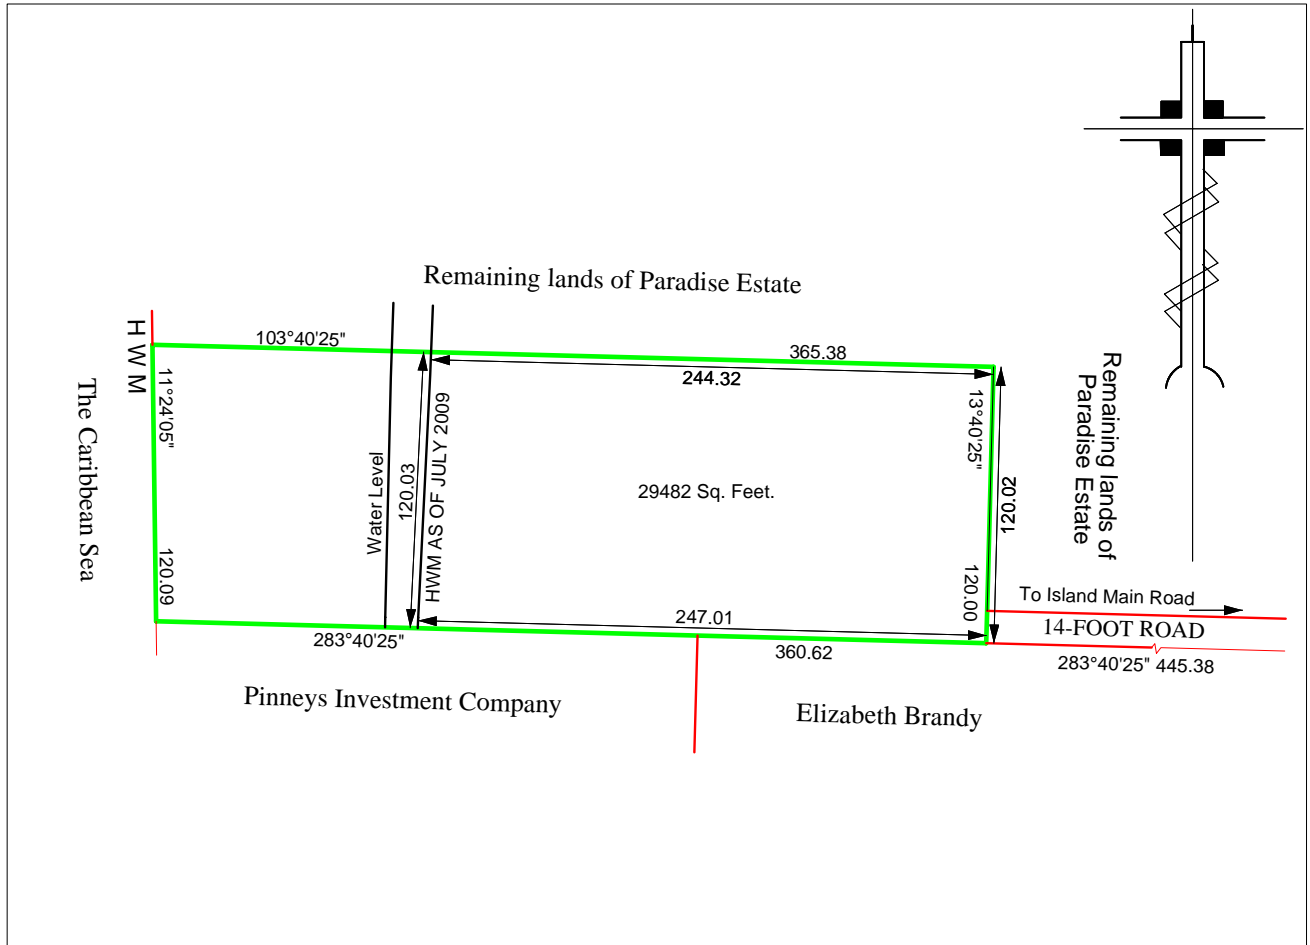 Remaining lands of Paradise Estate
103°40'25"
365.38
244.32
H W M
11°24'05"
120.09
The Caribbean Sea
Water Level
120.03
HWM AS OF JULY 2009
29482 Sq. Feet.
13°40'25"
120.00
120.02
Remaining lands of
Paradise Estate
To Island Main Road
14-FOOT ROAD
283°40'25" 445.38
247.01
283°40'25"
360.62
Pinneys Investment Company
Elizabeth Brandy